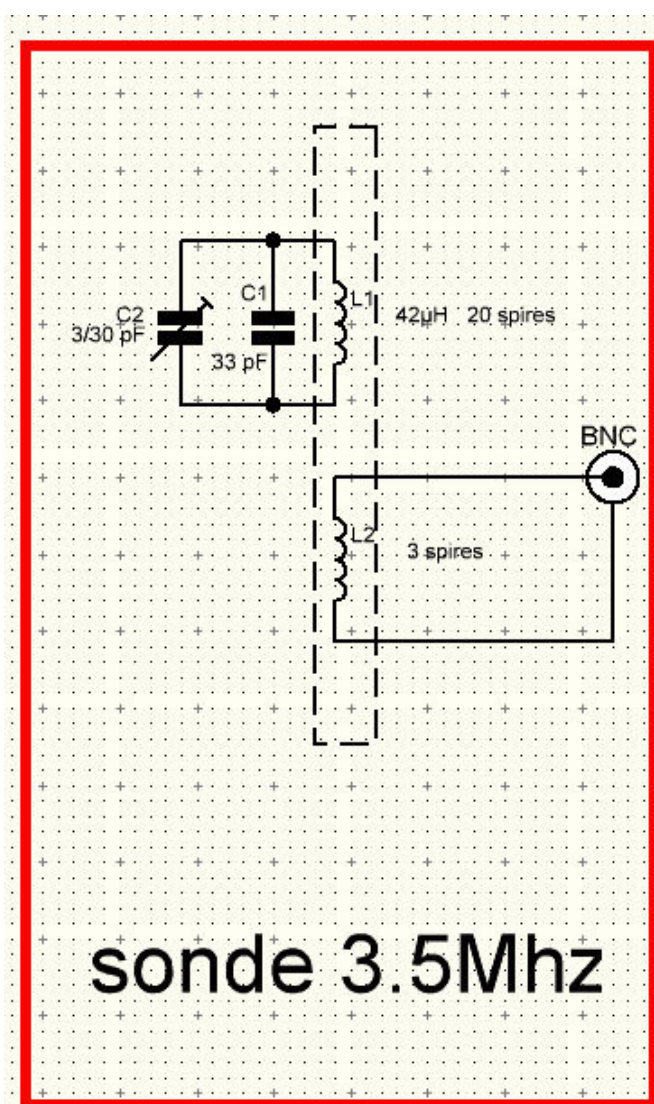 C1
L1
C2
3/30 pF
42µH 20 spires
33 pF
BNC
L2
3 spires
sonde 3.5Mhz